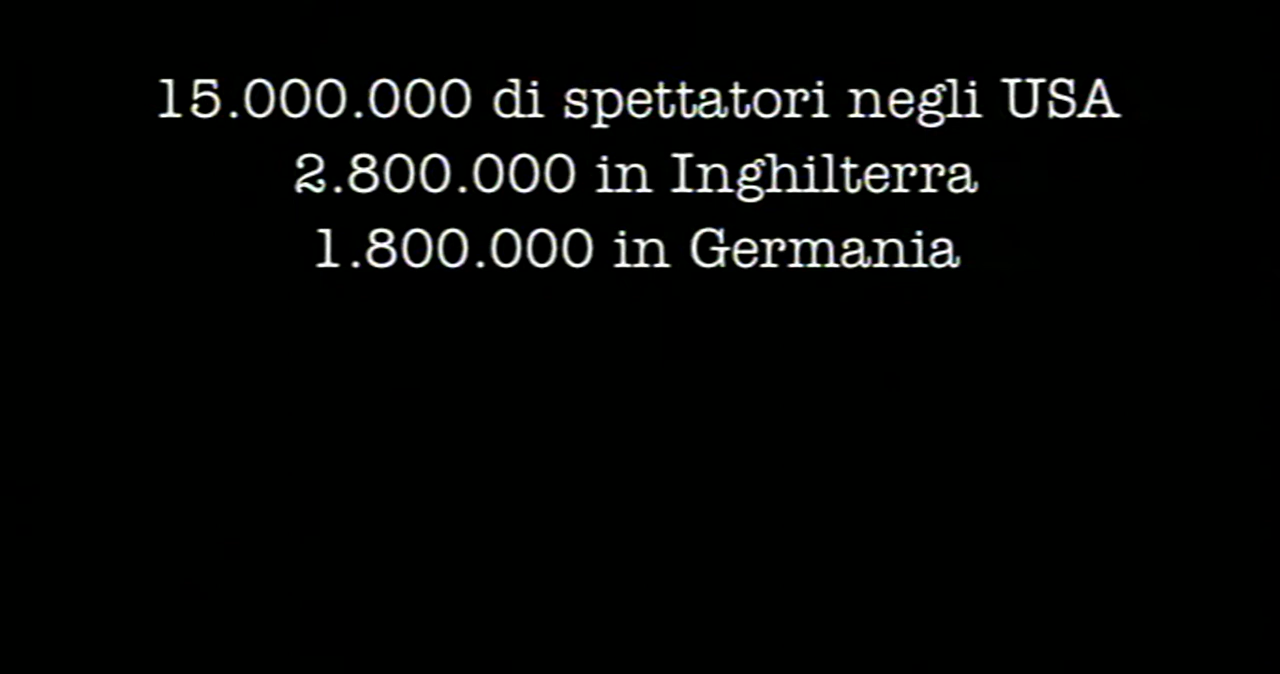 15.000.000 di spettatori negli USA
2.800.000 in Inghilterra
1.800.000 in Germania